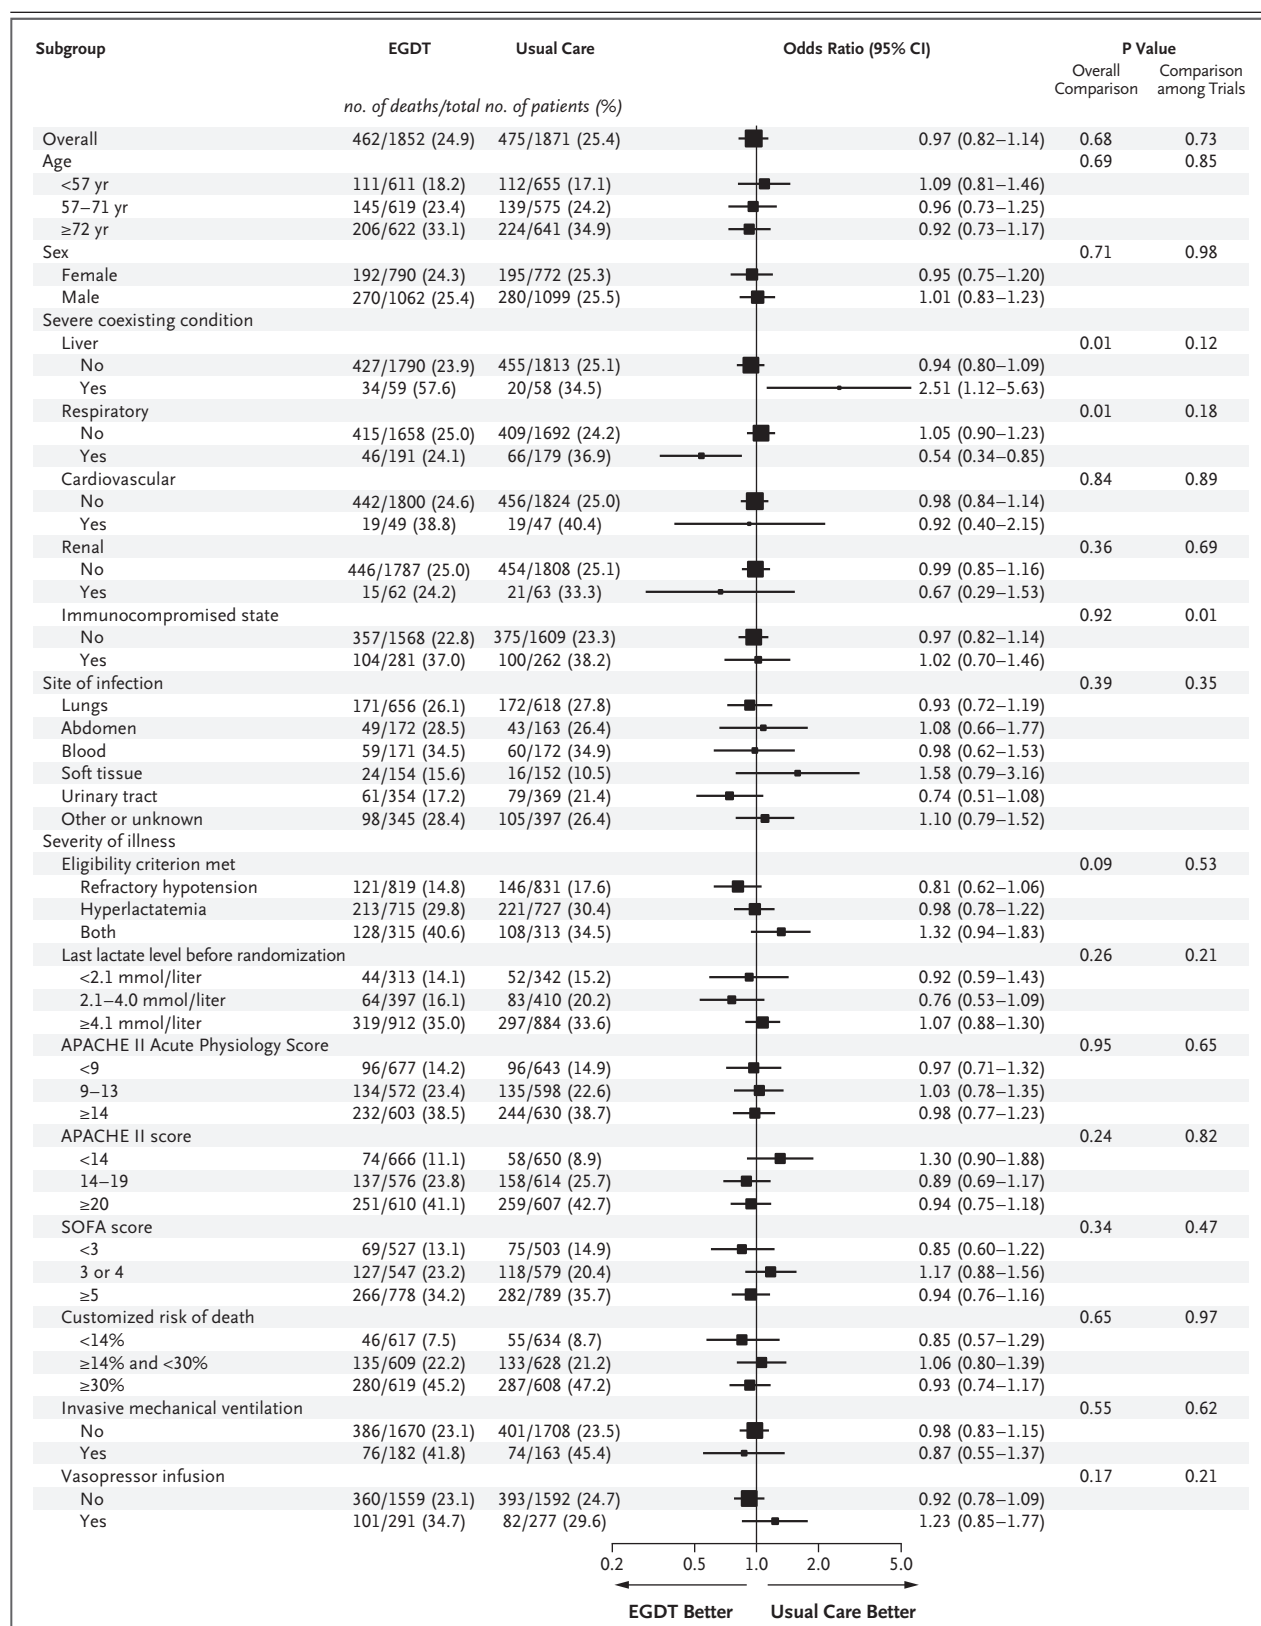 Subgroup EGDT Usual Care Odds Ratio (95% CI) P Value
Overall Comparison Comparison among Trials
no. of deaths/total no. of patients (%)
Overall 462/1852 (24.9) 475/1871 (25.4) 0.97 (0.82–1.14) 0.68 0.73
Age 0.69 0.85
<57 yr 111/611 (18.2) 112/655 (17.1) 1.09 (0.81–1.46)
57–71 yr 145/619 (23.4) 139/575 (24.2) 0.96 (0.73–1.25)
≥72 yr 206/622 (33.1) 224/641 (34.9) 0.92 (0.73–1.17)
Sex 0.71 0.98
Female 192/790 (24.3) 195/772 (25.3) 0.95 (0.75–1.20)
Male 270/1062 (25.4) 280/1099 (25.5) 1.01 (0.83–1.23)
Severe coexisting condition
Liver 0.01 0.12
No 427/1790 (23.9) 455/1813 (25.1) 0.94 (0.80–1.09)
Yes 34/59 (57.6) 20/58 (34.5) 2.51 (1.12–5.63)
Respiratory 0.01 0.18
No 415/1658 (25.0) 409/1692 (24.2) 1.05 (0.90–1.23)
Yes 46/191 (24.1) 66/179 (36.9) 0.54 (0.34–0.85)
Cardiovascular 0.84 0.89
No 442/1800 (24.6) 456/1824 (25.0) 0.98 (0.84–1.14)
Yes 19/49 (38.8) 19/47 (40.4) 0.92 (0.40–2.15)
Renal 0.36 0.69
No 446/1787 (25.0) 454/1808 (25.1) 0.99 (0.85–1.16)
Yes 15/62 (24.2) 21/63 (33.3) 0.67 (0.29–1.53)
Immunocompromised state 0.92 0.01
No 357/1568 (22.8) 375/1609 (23.3) 0.97 (0.82–1.14)
Yes 104/281 (37.0) 100/262 (38.2) 1.02 (0.70–1.46)
Site of infection 0.39 0.35
Lungs 171/656 (26.1) 172/618 (27.8) 0.93 (0.72–1.19)
Abdomen 49/172 (28.5) 43/163 (26.4) 1.08 (0.66–1.77)
Blood 59/171 (34.5) 60/172 (34.9) 0.98 (0.62–1.53)
Soft tissue 24/154 (15.6) 16/152 (10.5) 1.58 (0.79–3.16)
Urinary tract 61/354 (17.2) 79/369 (21.4) 0.74 (0.51–1.08)
Other or unknown 98/345 (28.4) 105/397 (26.4) 1.10 (0.79–1.52)
Severity of illness
Eligibility criterion met 0.09 0.53
Refractory hypotension 121/819 (14.8) 146/831 (17.6) 0.81 (0.62–1.06)
Hyperlactatemia 213/715 (29.8) 221/727 (30.4) 0.98 (0.78–1.22)
Both 128/315 (40.6) 108/313 (34.5) 1.32 (0.94–1.83)
Last lactate level before randomization 0.26 0.21
<2.1 mmol/liter 44/313 (14.1) 52/342 (15.2) 0.92 (0.59–1.43)
2.1–4.0 mmol/liter 64/397 (16.1) 83/410 (20.2) 0.76 (0.53–1.09)
≥4.1 mmol/liter 319/912 (35.0) 297/884 (33.6) 1.07 (0.88–1.30)
APACHE II Acute Physiology Score 0.95 0.65
<9 96/677 (14.2) 96/643 (14.9) 0.97 (0.71–1.32)
9–13 134/572 (23.4) 135/598 (22.6) 1.03 (0.78–1.35)
≥14 232/603 (38.5) 244/630 (38.7) 0.98 (0.77–1.23)
APACHE II score 0.24 0.82
<14 74/666 (11.1) 58/650 (8.9) 1.30 (0.90–1.88)
14–19 137/576 (23.8) 158/614 (25.7) 0.89 (0.69–1.17)
≥20 251/610 (41.1) 259/607 (42.7) 0.94 (0.75–1.18)
SOFA score 0.34 0.47
<3 69/527 (13.1) 75/503 (14.9) 0.85 (0.60–1.22)
3 or 4 127/547 (23.2) 118/579 (20.4) 1.17 (0.88–1.56)
≥5 266/778 (34.2) 282/789 (35.7) 0.94 (0.76–1.16)
Customized risk of death 0.65 0.97
<14% 46/617 (7.5) 55/634 (8.7) 0.85 (0.57–1.29)
≥14% and <30% 135/609 (22.2) 133/628 (21.2) 1.06 (0.80–1.39)
≥30% 280/619 (45.2) 287/608 (47.2) 0.93 (0.74–1.17)
Invasive mechanical ventilation 0.55 0.62
No 386/1670 (23.1) 401/1708 (23.5) 0.98 (0.83–1.15)
Yes 76/182 (41.8) 74/163 (45.4) 0.87 (0.55–1.37)
Vasopressor infusion 0.17 0.21
No 360/1559 (23.1) 393/1592 (24.7) 0.92 (0.78–1.09)
Yes 101/291 (34.7) 82/277 (29.6) 1.23 (0.85–1.77)
0.2 0.5 1.0 2.0 5.0
EGDT Better Usual Care Better